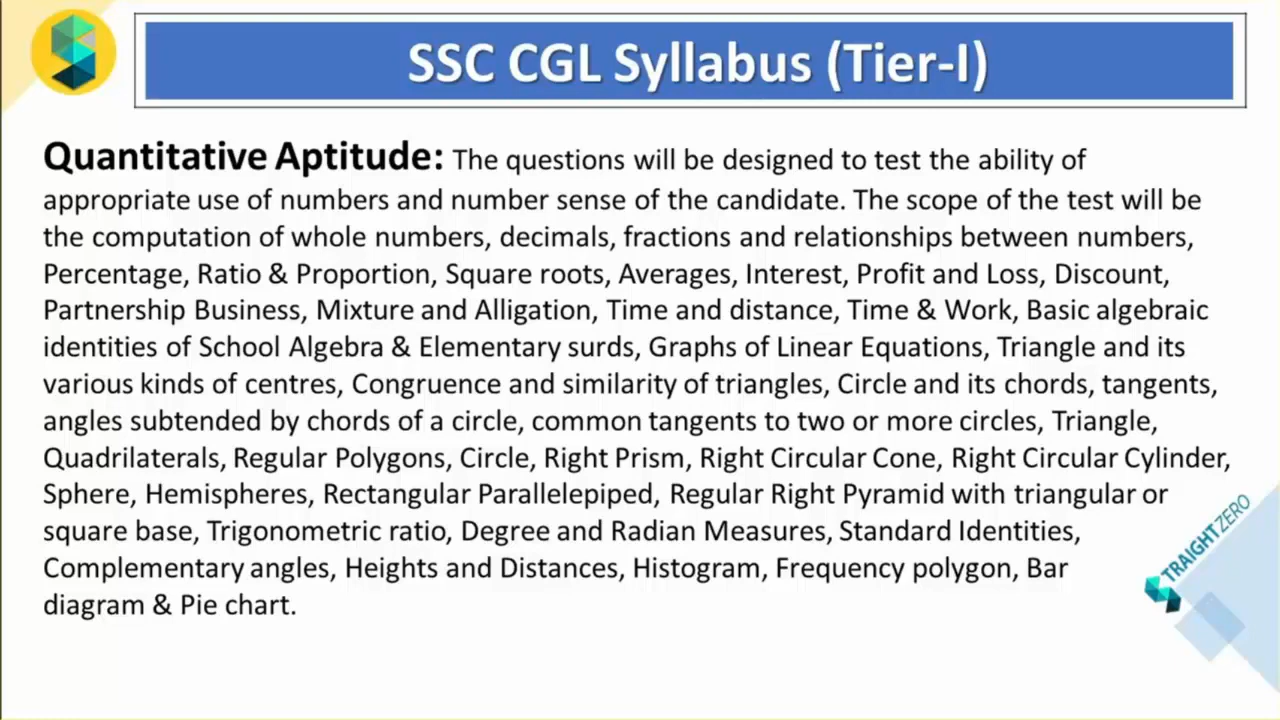 SSC CGL Syllabus (Tier-I)
Quantitative Aptitude: The questions will be designed to test the ability of
appropriate use of numbers and number sense of the candidate. The scope of the test will be
the computation of whole numbers, decimals, fractions and relationships between numbers,
Percentage, Ratio & Proportion, Square roots, Averages, Interest, Profit and Loss, Discount,
Partnership Business, Mixture and Alligation, Time and distance, Time & Work, Basic algebraic
identities of School Algebra & Elementary surds, Graphs of Linear Equations, Triangle and its
various kinds of centres, Congruence and similarity of triangles, Circle and its chords, tangents,
angles subtended by chords of a circle, common tangents to two or more circles, Triangle,
Quadrilaterals, Regular Polygons, Circle, Right Prism, Right Circular Cone, Right Circular Cylinder,
Sphere, Hemispheres, Rectangular Parallelepiped, Regular Right Pyramid with triangular or
square base, Trigonometric ratio, Degree and Radian Measures, Standard Identities,
Complementary angles, Heights and Distances, Histogram, Frequency polygon, Bar
diagram & Pie chart.
TRAIGHTZERO